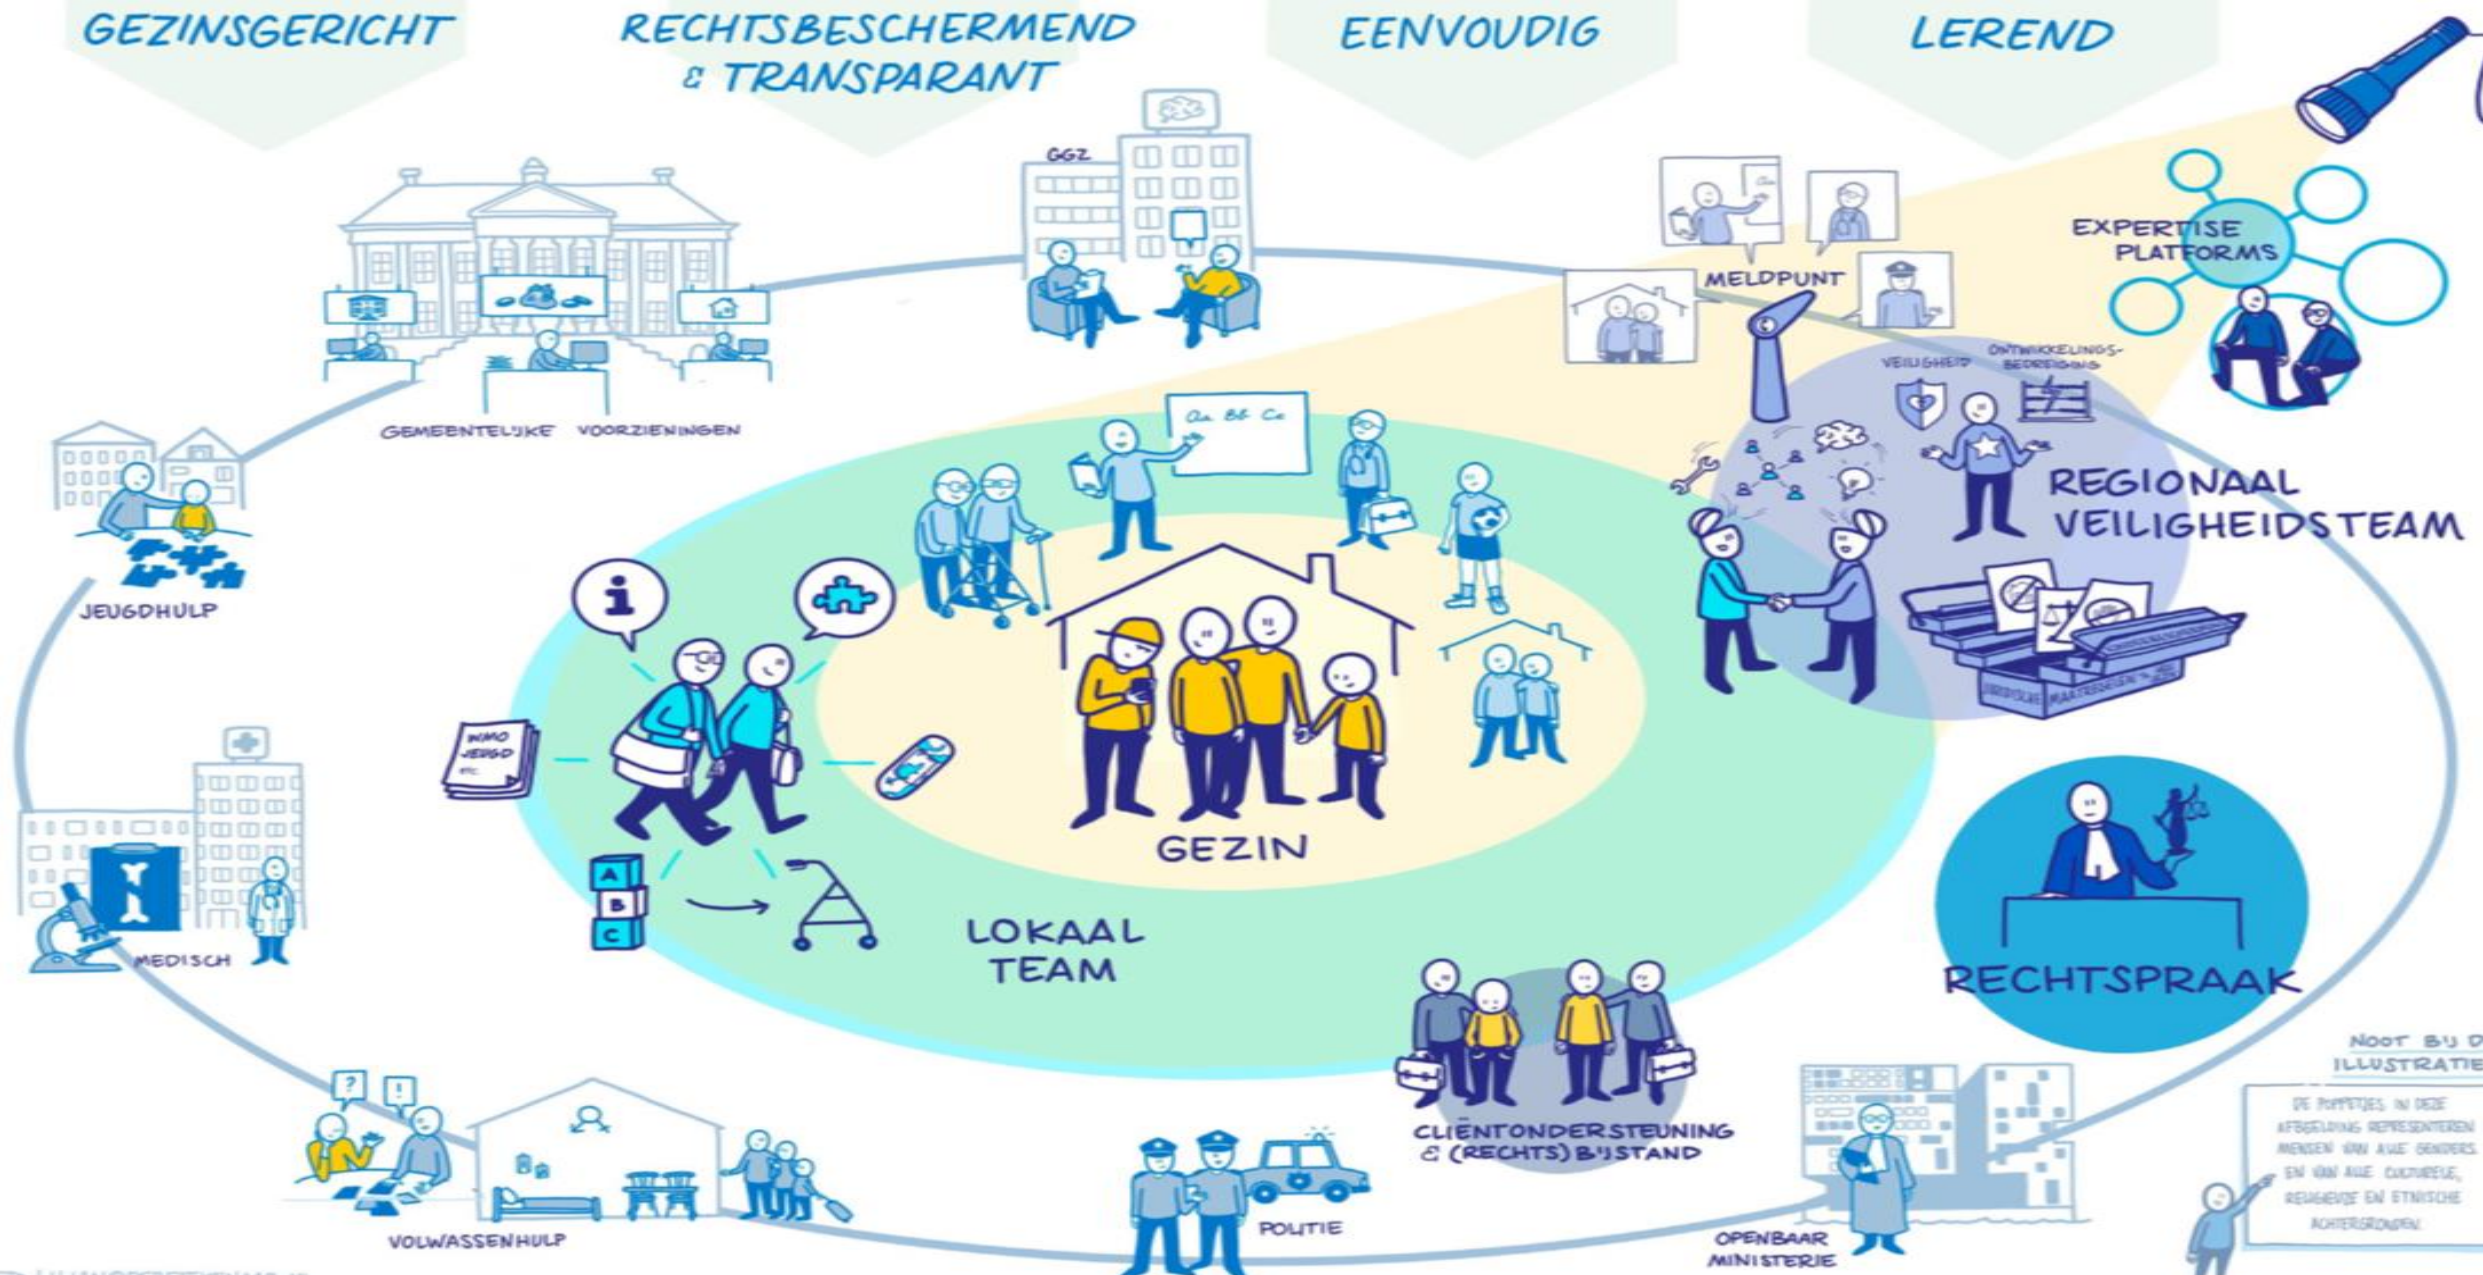 GEZINSGERICHT
RECHTSBESCHERMEND
& TRANSPARANT
EENVOUDIG
LEREND
GGZ
GEMEENTELIJKE VOORZIENINGEN
MELDPUNT
EXPERTISE
PLATFORMS
VEILIGHEID
ONTWIKKELINGS-
BEDREIGING
Aa Bb Cc
REGIONAAL
VEILIGHEIDSTEAM
JURIDISCHE MAATREGELEN
JEUGDHULP
i
WMO
JEUGD
ETC.
GEZIN
A
B
C
LOKAAL
TEAM
MEDISCH
RECHTSPRAAK
?
!
VOLWASSENHULP
POLITIE
CLIËNTONDERSTEUNING
& (RECHTS)BIJSTAND
OPENBAAR
MINISTERIE
NOOT BIJ D
ILLUSTRATIE
DE POPPETJES IN DEZE
AFBEELDING REPRESENTEREN
MENSEN VAN ALLE GENDERS
EN VAN ALLE CULTURELE,
RELIGIEUZE EN ETNISCHE
ACHTERGRONDEN.